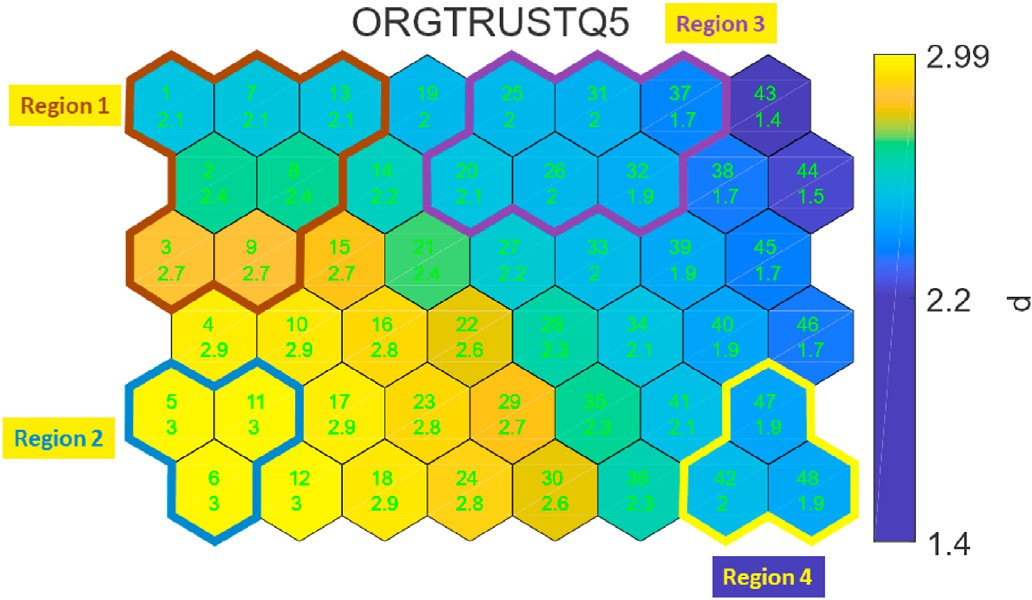 ORGTRUSTQ5
Region 3
2.99
Region 1
1 7 13 19 25 31 37 43
2.1 2.1 2.1 2 2 2 1.7 1.4
2 8 14 20 26 32 38 44
2.4 2.4 2.2 2.1 2 1.9 1.7 1.5
3 9 15 21 27 33 39 45
2.7 2.7 2.7 2.4 2.2 2 1.9 1.7
2.2
d
4 10 16 22 28 34 40 46
2.9 2.9 2.8 2.6 2.3 2.1 1.9 1.7
5 11 17 23 29 35 41 47
3 3 2.9 2.8 2.7 2.3 2.1 1.9
Region 2
6 12 18 24 30 36 42 48
3 3 2.9 2.8 2.6 2.3 2 1.9
1.4
Region 4